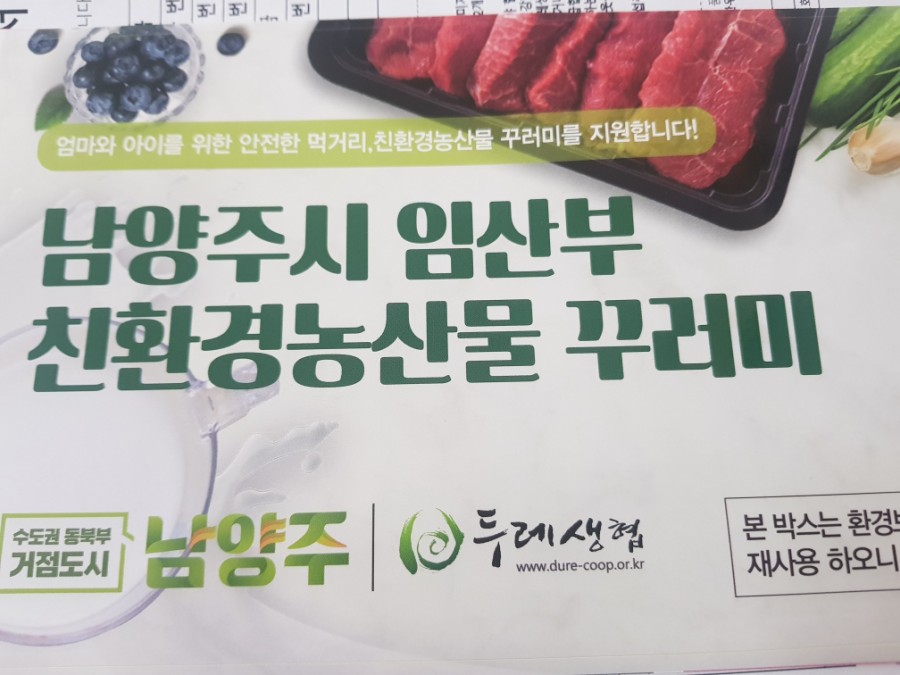 엄마와 아이를 위한 안전한 먹거리,친환경농산물 꾸러미를 지원합니다!
남양주시 임산부
친환경농산물 꾸러미
수도권 동북부
거점도시
남양주
두레생협
www.dure-coop.or.kr
본 박스는
재사용 하오니